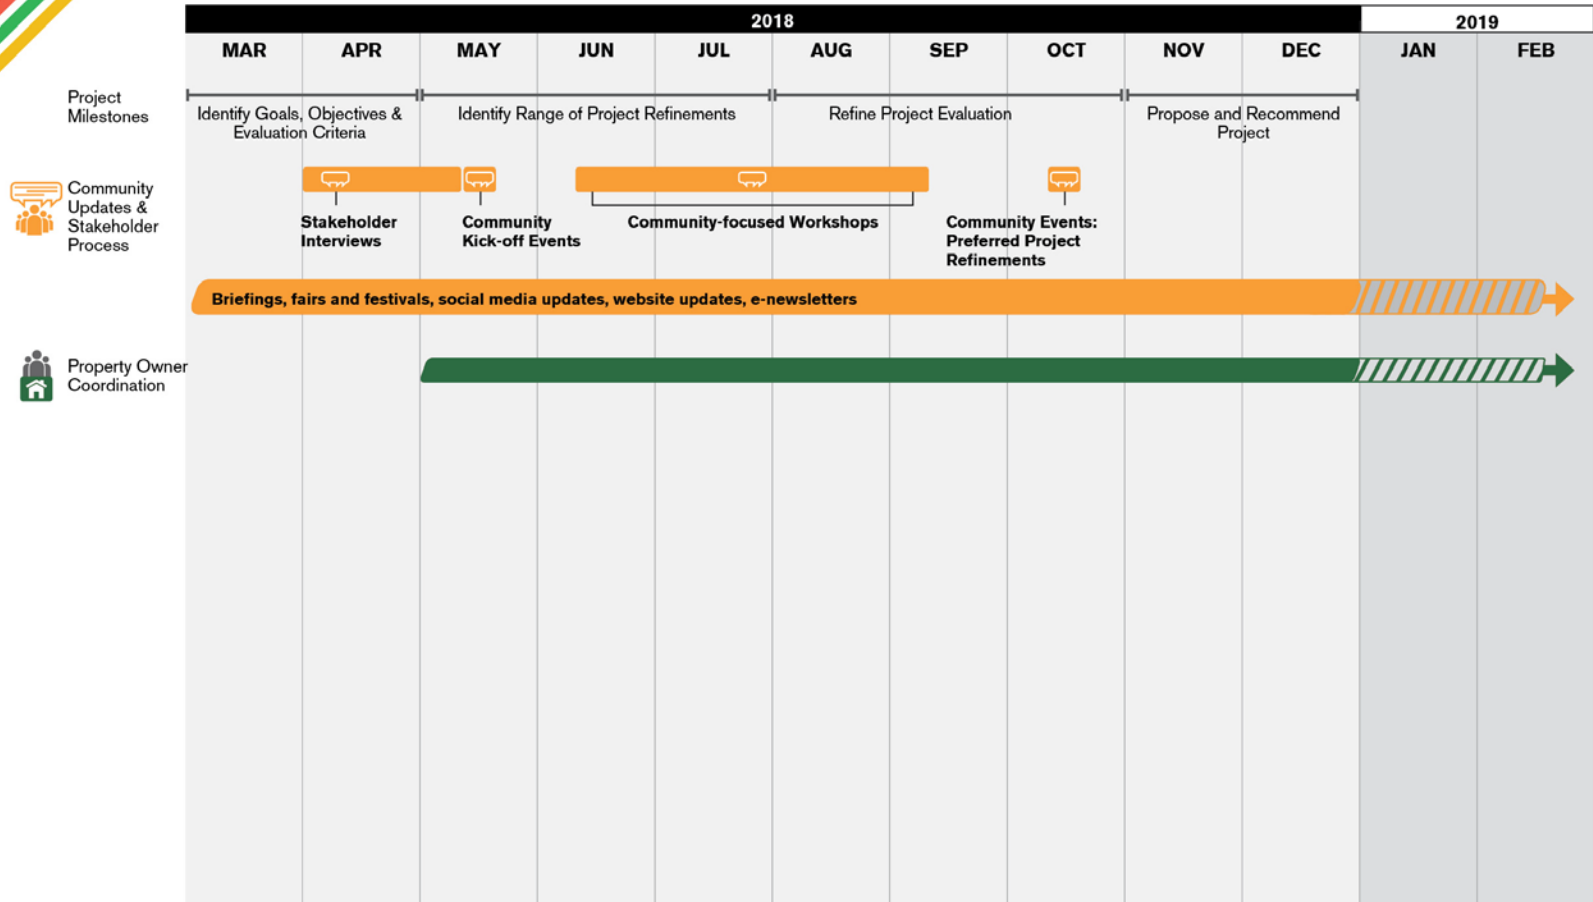 2018
2019
MAR APR MAY JUN JUL AUG SEP OCT NOV DEC JAN FEB
Project
Milestones
Identify Goals, Objectives &
Evaluation Criteria
Identify Range of Project Refinements
Refine Project Evaluation
Propose and Recommend
Project
Community
Updates &
Stakeholder
Process
Stakeholder
Interviews
Community
Kick-off Events
Community-focused Workshops
Community Events:
Preferred Project
Refinements
Briefings, fairs and festivals, social media updates, website updates, e-newsletters
Property Owner
Coordination